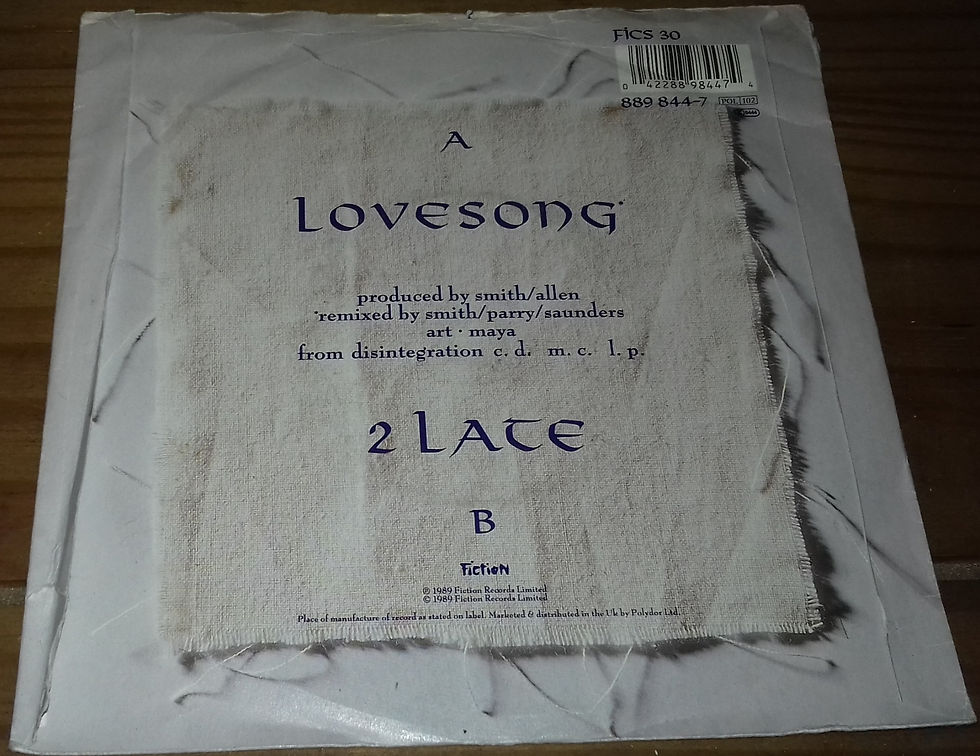 FICS 30
0 42288 98447 4
889 844-7 POL 102
A
LOVESONG*
produced by smith/allen
*remixed by smith/parry/saunders
art · maya
from disintegration c. d. m. c. l. p.
2 LATE
B
Fiction
℗ 1989 Fiction Records Limited
© 1989 Fiction Records Limited
Place of manufacture of record as stated on label. Marketed & distributed in the Uk by Polydor Ltd.